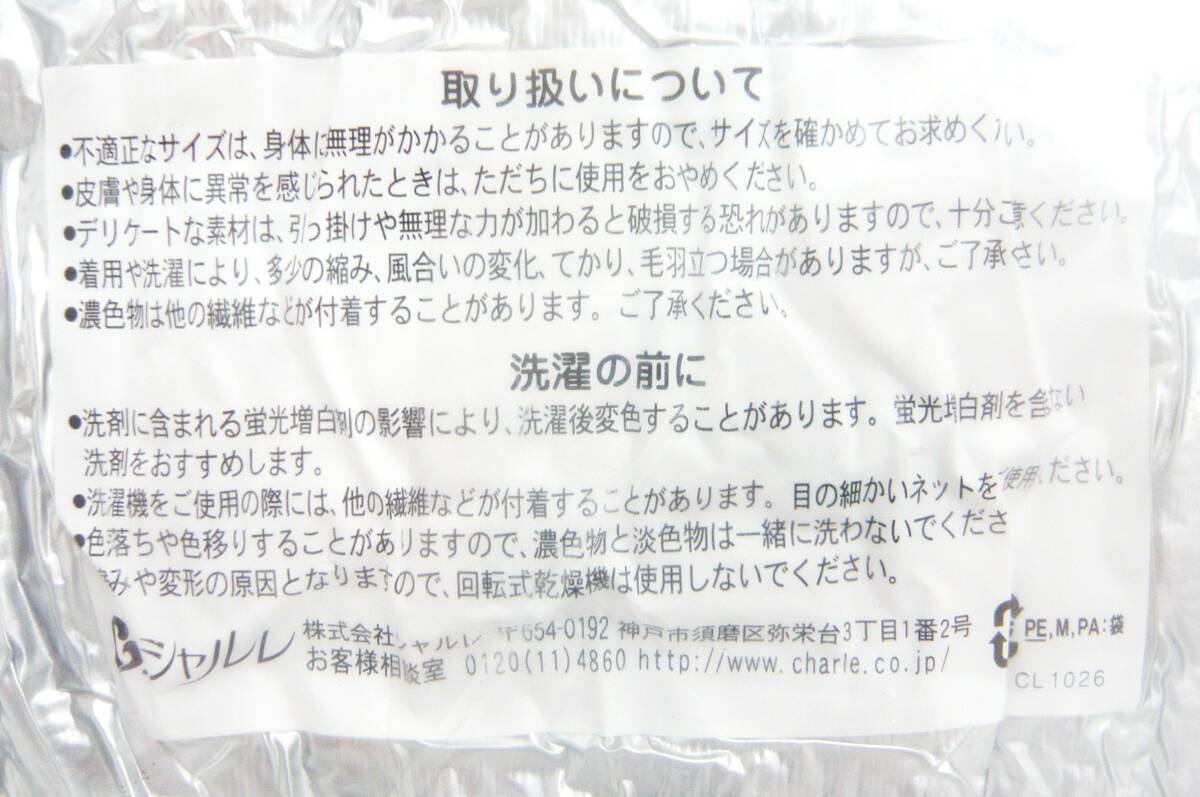 取り扱いについて
●不適正なサイズは、身体に無理がかかることがありますので、サイズを確かめてお求めください。
●皮膚や身体に異常を感じられたときは、ただちに使用をおやめください。
●デリケートな素材は、引っ掛けや無理な力が加わると破損する恐れがありますので、十分ご注意ください。
●着用や洗濯により、多少の縮み、風合いの変化、てかり、毛羽立つ場合がありますが、ご了承ください。
●濃色物は他の繊維などが付着することがあります。ご了承ください。
洗濯の前に
●洗剤に含まれる蛍光増白剤の影響により、洗濯後変色することがあります。蛍光増白剤を含まない
洗剤をおすすめします。
●洗濯機をご使用の際には、他の繊維などが付着することがあります。目の細かいネットをご使用ください。
●色落ちや色移りすることがありますので、濃色物と淡色物は一緒に洗わないでくださ
みや変形の原因となりますので、回転式乾燥機は使用しないでください。
シャルレ 株式会社シャルレ 〒654-0192 神戸市須磨区弥栄台3丁目1番2号
お客様相談室 0120(11)4860 http://www.charle.co.jp/
PE,M,PA:袋
CL1026